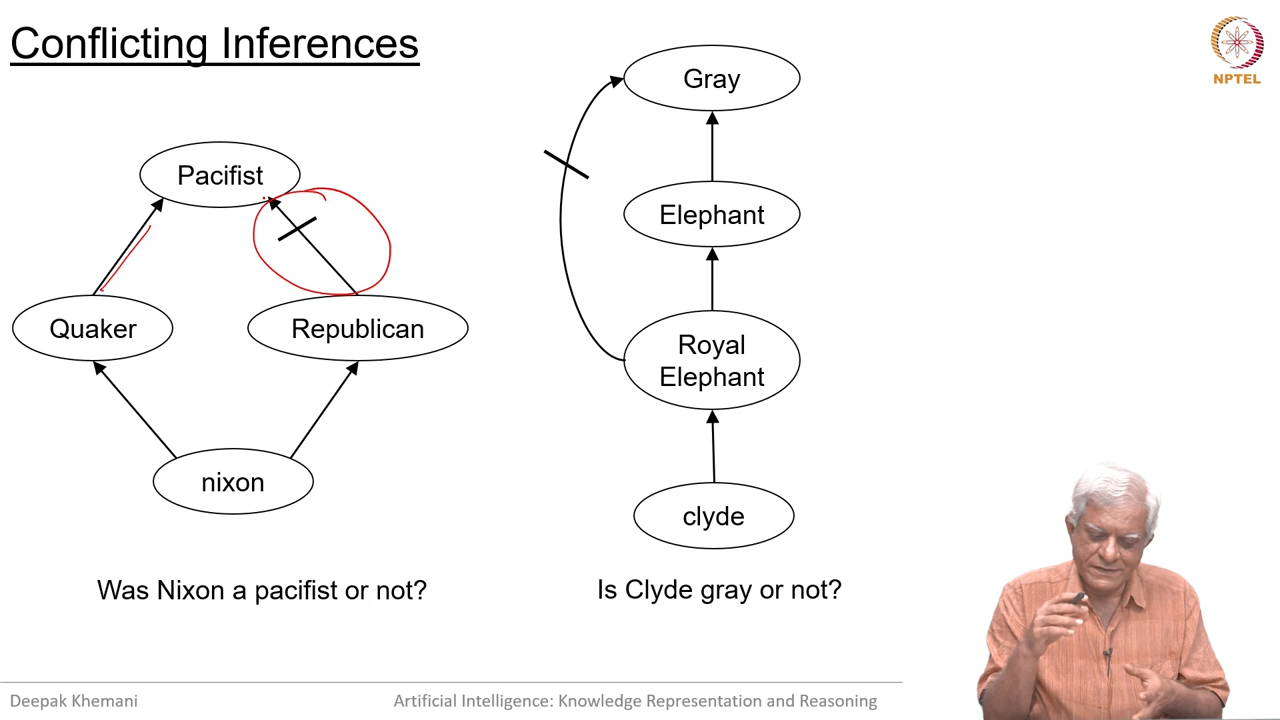 Conflicting Inferences
NPTEL
Pacifist
Quaker
Republican
nixon
Was Nixon a pacifist or not?
Gray
Elephant
Royal
Elephant
clyde
Is Clyde gray or not?
Deepak Khemani
Artificial Intelligence: Knowledge Representation and Reasoning